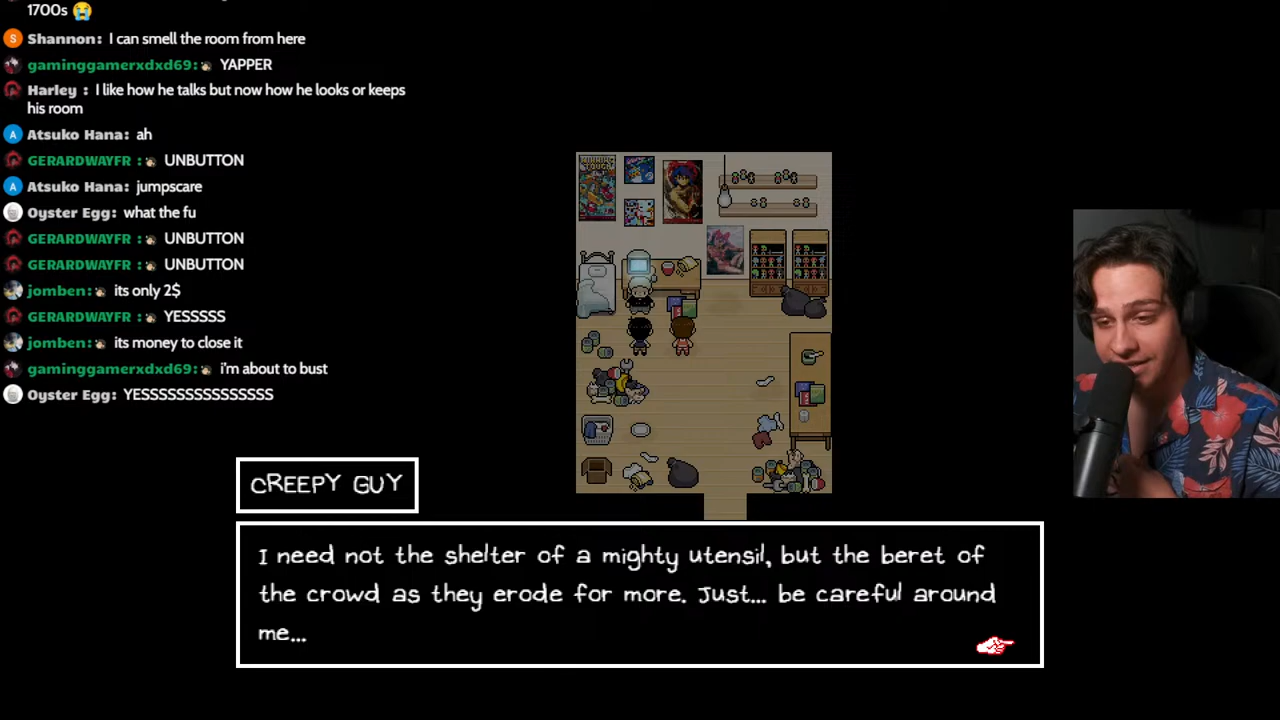 1700s 😭
S Shannon: I can smell the room from here
gaminggamerxdxd69: YAPPER
Harley : I like how he talks but now how he looks or keeps
his room
A Atsuko Hana: ah
GERARDWAYFR : UNBUTTON
A Atsuko Hana: jumpscare
Oyster Egg: what the fu
GERARDWAYFR : UNBUTTON
GERARDWAYFR : UNBUTTON
jomben: its only 2$
GERARDWAYFR : YESSSSS
jomben: its money to close it
gaminggamerxdxd69: i'm about to bust
Oyster Egg: YESSSSSSSSSSSSSSS
CREEPY GUY
I need not the shelter of a mighty utensil, but the beret of
the crowd as they erode for more. Just... be careful around
me...